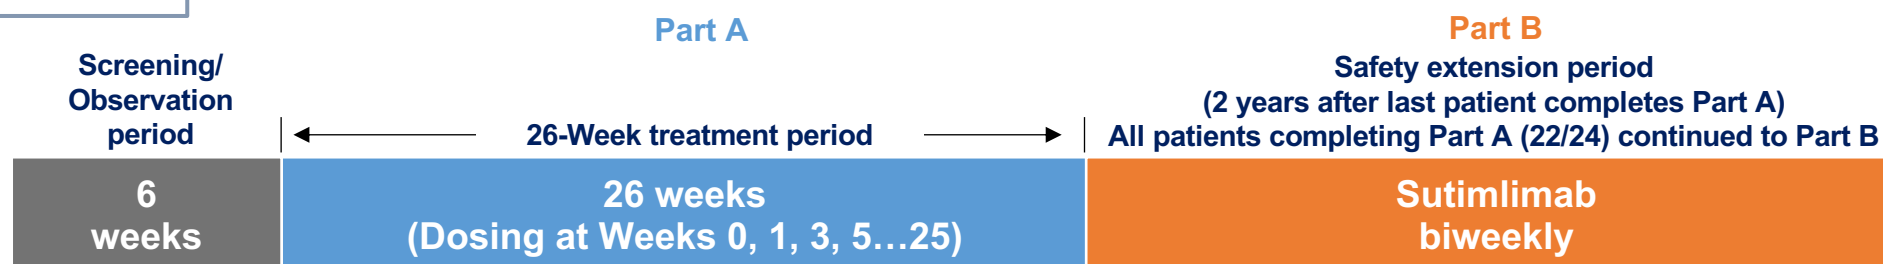 Part A
Part B
Screening/
Observation
period
26-Week treatment period
Safety extension period
(2 years after last patient completes Part A)
All patients completing Part A (22/24) continued to Part B
6
weeks
26 weeks
(Dosing at Weeks 0, 1, 3, 5…25)
Sutimlimab
biweekly